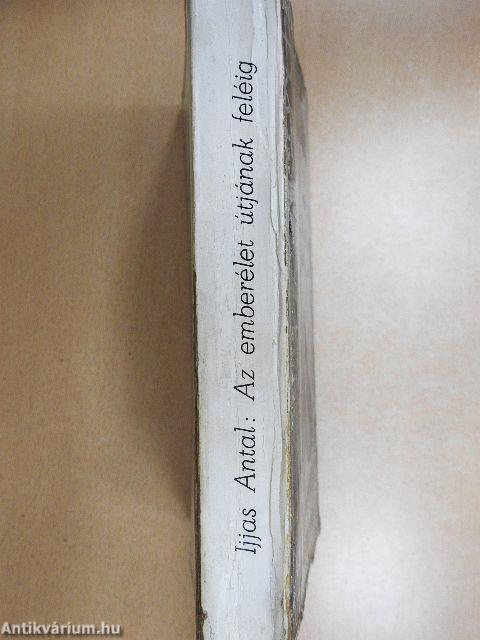 Ijjas Antal: Az emberélet útjának feléig
Antikvárium.hu